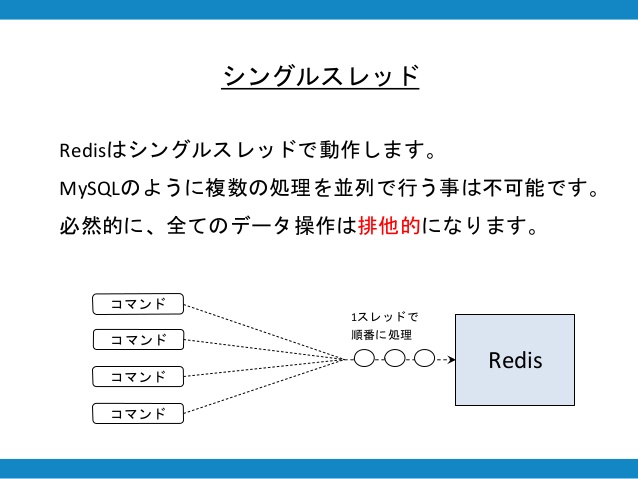 シングルスレッド
Redisはシングルスレッドで動作します。
MySQLのように複数の処理を並列で行う事は不可能です。
必然的に、全てのデータ操作は排他的になります。
コマンド
コマンド
コマンド
コマンド
1スレッドで
順番に処理
Redis